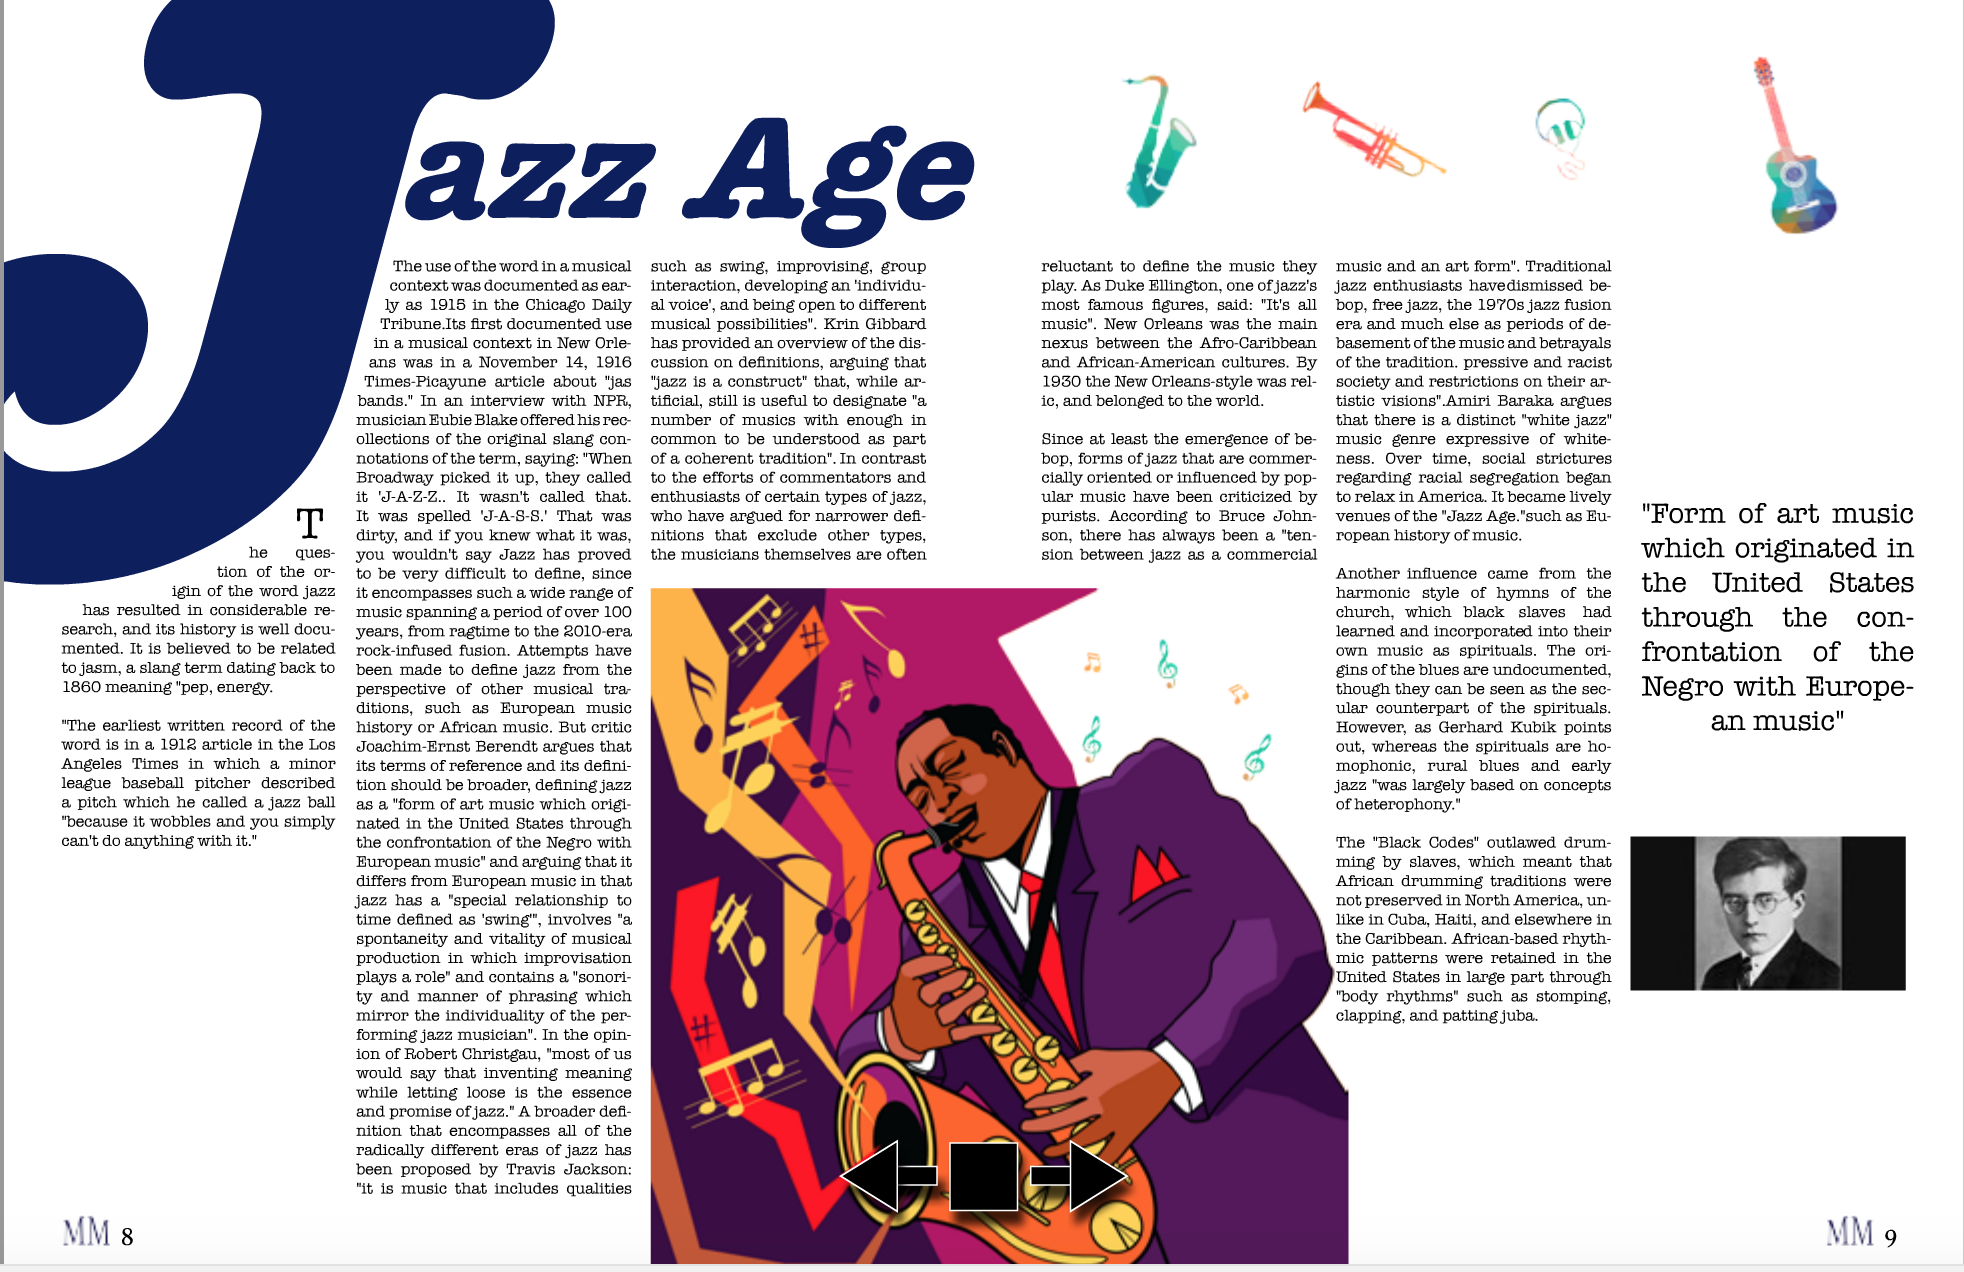 Jazz Age
T
he ques-
tion of the or-
igin of the word jazz
has resulted in considerable re-
search, and its history is well docu-
mented. It is believed to be related
to jasm, a slang term dating back to
1860 meaning "pep, energy.
"The earliest written record of the
word is in a 1912 article in the Los
Angeles Times in which a minor
league baseball pitcher described
a pitch which he called a jazz ball
"because it wobbles and you simply
can't do anything with it."
The use of the word in a musical
context was documented as ear-
ly as 1915 in the Chicago Daily
Tribune.Its first documented use
in a musical context in New Orle-
ans was in a November 14, 1916
Times-Picayune article about "jas
bands." In an interview with NPR,
musician Eubie Blake offered his rec-
ollections of the original slang con-
notations of the term, saying: "When
Broadway picked it up, they called
it 'J-A-Z-Z.. It wasn't called that.
It was spelled 'J-A-S-S.' That was
dirty, and if you knew what it was,
you wouldn't say Jazz has proved
to be very difficult to define, since
it encompasses such a wide range of
music spanning a period of over 100
years, from ragtime to the 2010-era
rock-infused fusion. Attempts have
been made to define jazz from the
perspective of other musical tra-
ditions, such as European music
history or African music. But critic
Joachim-Ernst Berendt argues that
its terms of reference and its defini-
tion should be broader, defining jazz
as a "form of art music which origi-
nated in the United States through
the confrontation of the Negro with
European music" and arguing that it
differs from European music in that
jazz has a "special relationship to
time defined as 'swing'", involves "a
spontaneity and vitality of musical
production in which improvisation
plays a role" and contains a "sonori-
ty and manner of phrasing which
mirror the individuality of the per-
forming jazz musician". In the opin-
ion of Robert Christgau, "most of us
would say that inventing meaning
while letting loose is the essence
and promise of jazz." A broader defi-
nition that encompasses all of the
radically different eras of jazz has
been proposed by Travis Jackson:
"it is music that includes qualities
such as swing, improvising, group
interaction, developing an 'individu-
al voice', and being open to different
musical possibilities". Krin Gibbard
has provided an overview of the dis-
cussion on definitions, arguing that
"jazz is a construct" that, while ar-
tificial, still is useful to designate "a
number of musics with enough in
common to be understood as part
of a coherent tradition". In contrast
to the efforts of commentators and
enthusiasts of certain types of jazz,
who have argued for narrower defi-
nitions that exclude other types,
the musicians themselves are often
reluctant to define the music they
play. As Duke Ellington, one of jazz's
most famous figures, said: "It's all
music". New Orleans was the main
nexus between the Afro-Caribbean
and African-American cultures. By
1930 the New Orleans-style was rel-
ic, and belonged to the world.
Since at least the emergence of be-
bop, forms of jazz that are commer-
cially oriented or influenced by pop-
ular music have been criticized by
purists. According to Bruce John-
son, there has always been a "ten-
sion between jazz as a commercial
music and an art form". Traditional
jazz enthusiasts havedismissed be-
bop, free jazz, the 1970s jazz fusion
era and much else as periods of de-
basement of the music and betrayals
of the tradition. pressive and racist
society and restrictions on their ar-
tistic visions".Amiri Baraka argues
that there is a distinct "white jazz"
music genre expressive of white-
ness. Over time, social strictures
regarding racial segregation began
to relax in America. It became lively
venues of the "Jazz Age."such as Eu-
ropean history of music.
Another influence came from the
harmonic style of hymns of the
church, which black slaves had
learned and incorporated into their
own music as spirituals. The ori-
gins of the blues are undocumented,
though they can be seen as the sec-
ular counterpart of the spirituals.
However, as Gerhard Kubik points
out, whereas the spirituals are ho-
mophonic, rural blues and early
jazz "was largely based on concepts
of heterophony."
The "Black Codes" outlawed drum-
ming by slaves, which meant that
African drumming traditions were
not preserved in North America, un-
like in Cuba, Haiti, and elsewhere in
the Caribbean. African-based rhyth-
mic patterns were retained in the
United States in large part through
"body rhythms" such as stomping,
clapping, and patting juba.
"Form of art music
which originated in
the United States
through the con-
frontation of the
Negro with Europe-
an music"
MM 8
MM 9